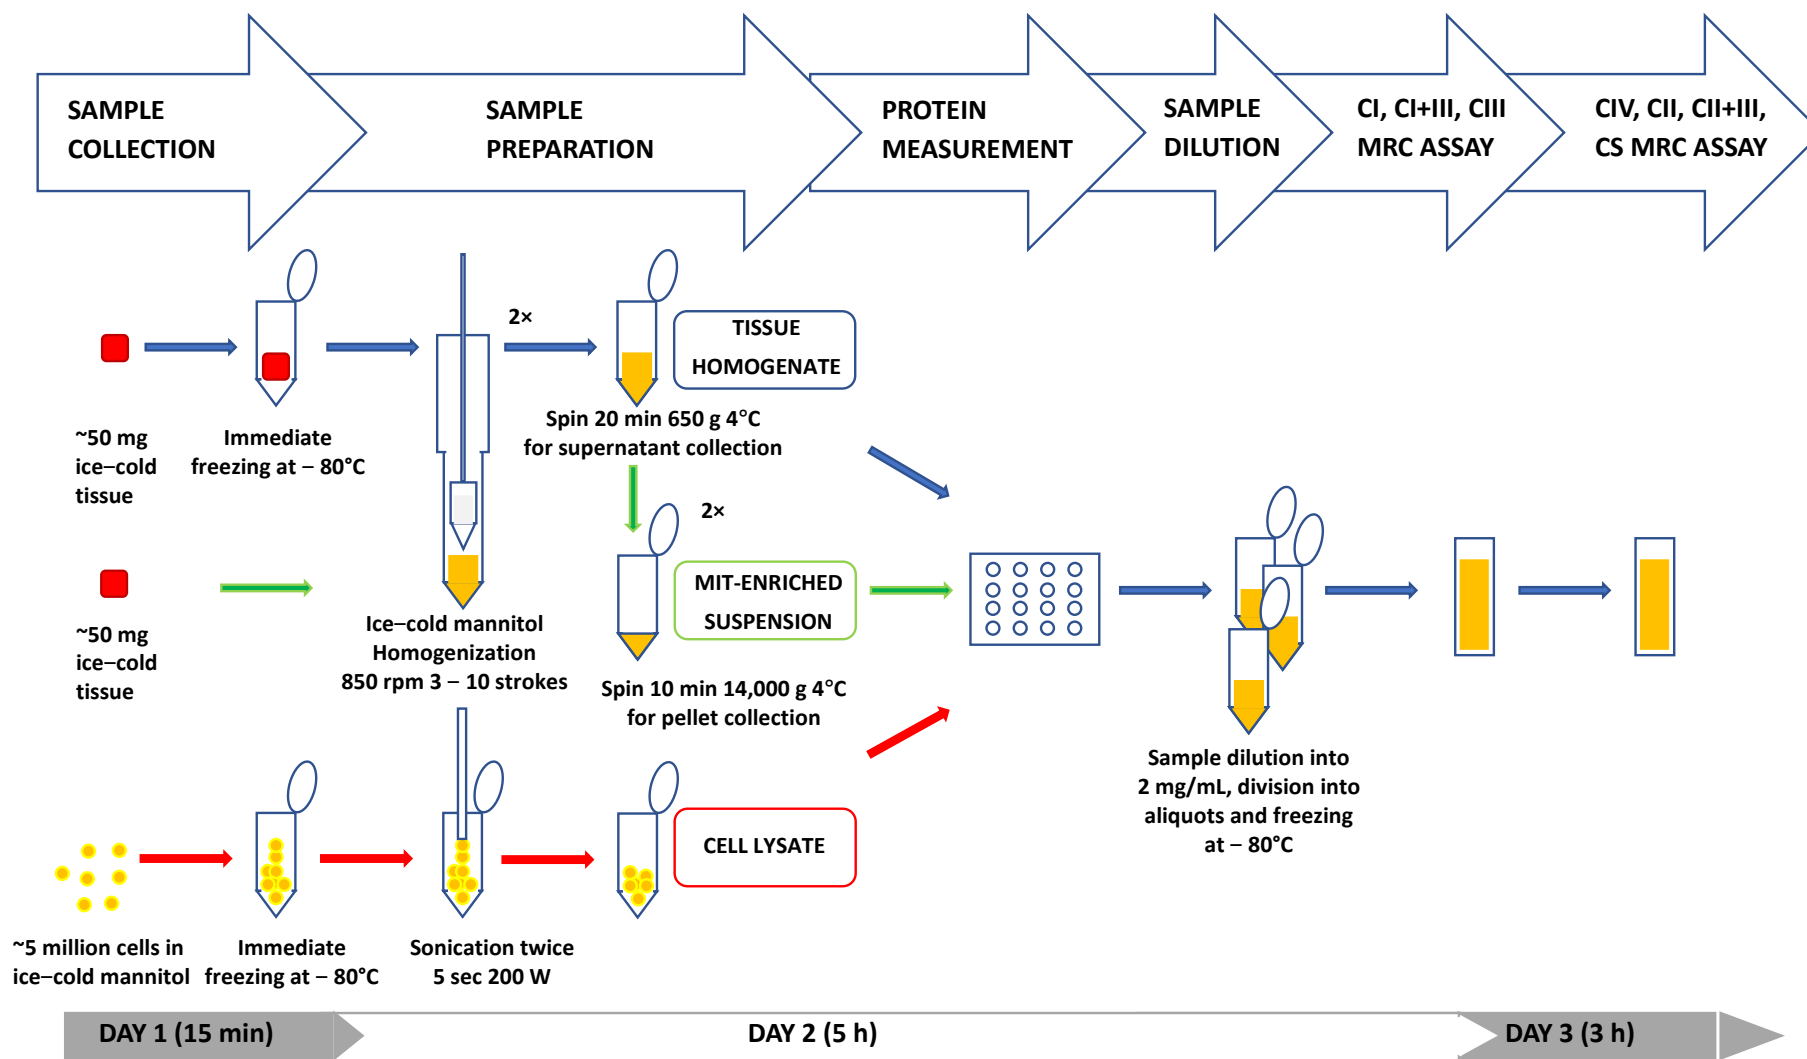 SAMPLE
COLLECTION
SAMPLE
PREPARATION
PROTEIN
MEASUREMENT
SAMPLE
DILUTION
CI, CI+III, CIII
MRC ASSAY
CIV, CII, CII+III,
CS MRC ASSAY
2×
TISSUE
HOMOGENATE
~50 mg
ice−cold
tissue
Immediate
freezing at − 80°C
Spin 20 min 650 g 4°C
for supernatant collection
2×
MIT-ENRICHED
SUSPENSION
~50 mg
ice−cold
tissue
Ice−cold mannitol
Homogenization
850 rpm 3 − 10 strokes
Spin 10 min 14,000 g 4°C
for pellet collection
Sample dilution into
2 mg/mL, division into
aliquots and freezing
at − 80°C
CELL LYSATE
~5 million cells in
ice−cold mannitol
Immediate
freezing at − 80°C
Sonication twice
5 sec 200 W
DAY 1 (15 min)
DAY 2 (5 h)
DAY 3 (3 h)